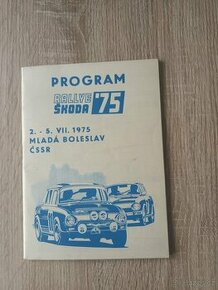 PROGRAM
RALLYE
ŠKODA '75
2. - 5. VII. 1975
MLADÁ BOLESLAV
ČSSR